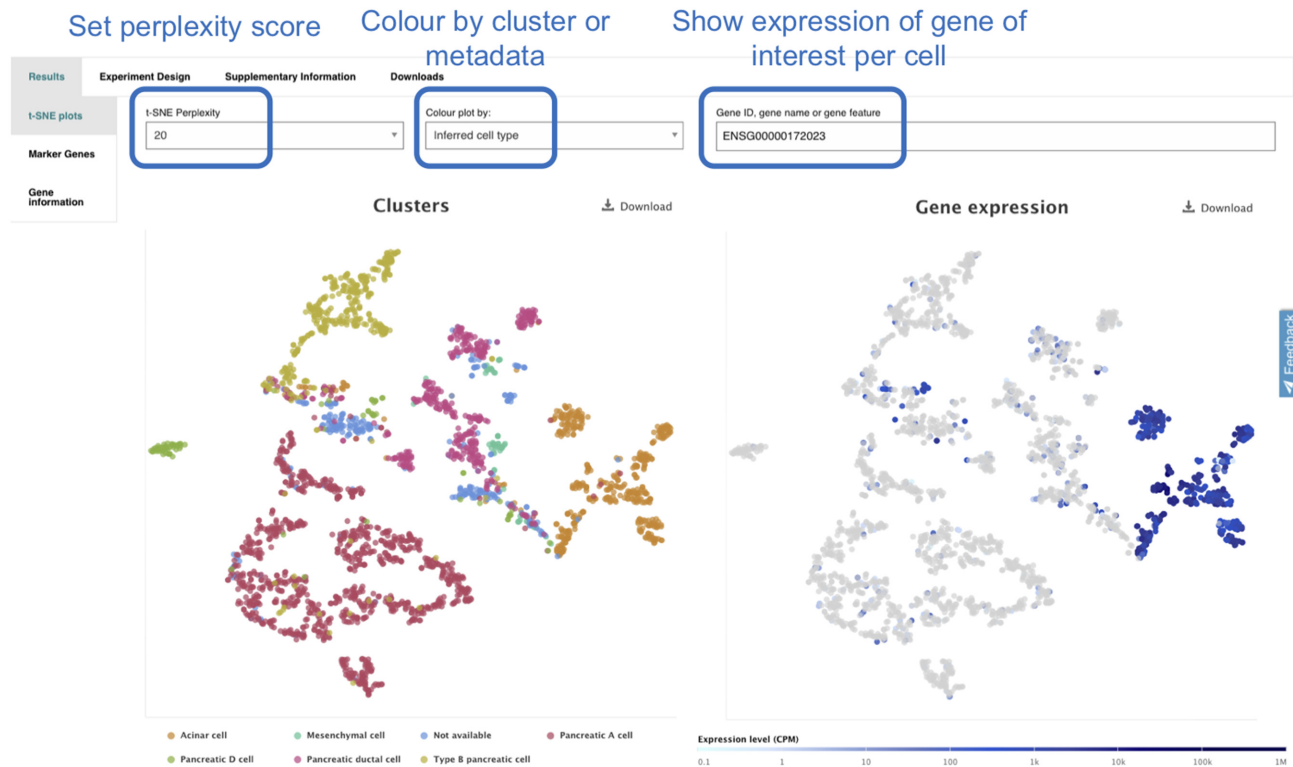 Set perplexity score
Colour by cluster or
metadata
Show expression of gene of
interest per cell
Results
Experiment Design
Supplementary Information
Downloads
t-SNE plots
Marker Genes
Gene
information
t-SNE Perplexity
20
Colour plot by:
Inferred cell type
Gene ID, gene name or gene feature
ENSG00000172023
Clusters
Download
Gene expression
Download
Feedback
Acinar cell
Mesenchymal cell
Not available
Pancreatic A cell
Pancreatic D cell
Pancreatic ductal cell
Type B pancreatic cell
Expression level (CPM)
0.1 1 10 100 1k 10k 100k 1M